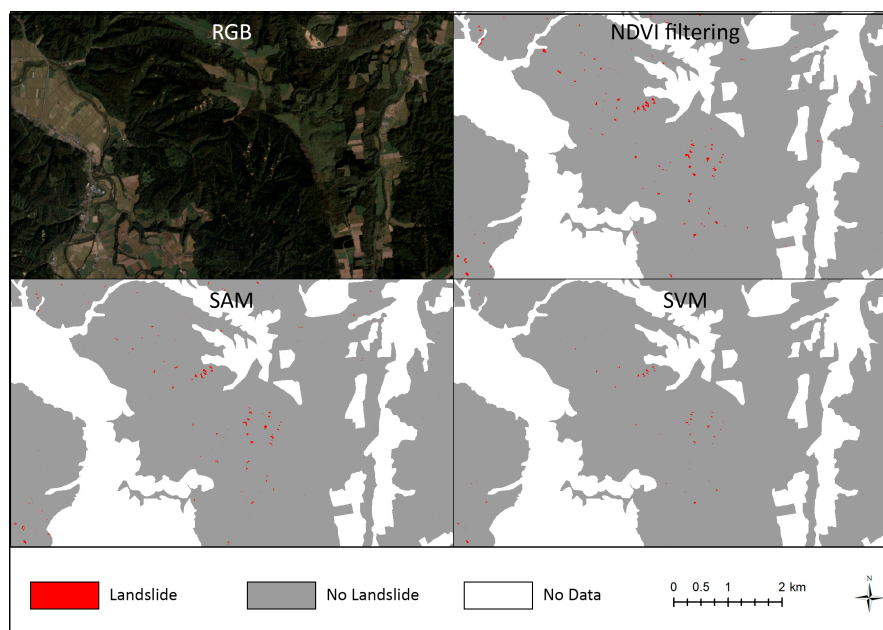 RGB
NDVI filtering
SAM
SVM
Landslide
No Landslide
No Data
0 0.5 1 2 km
N